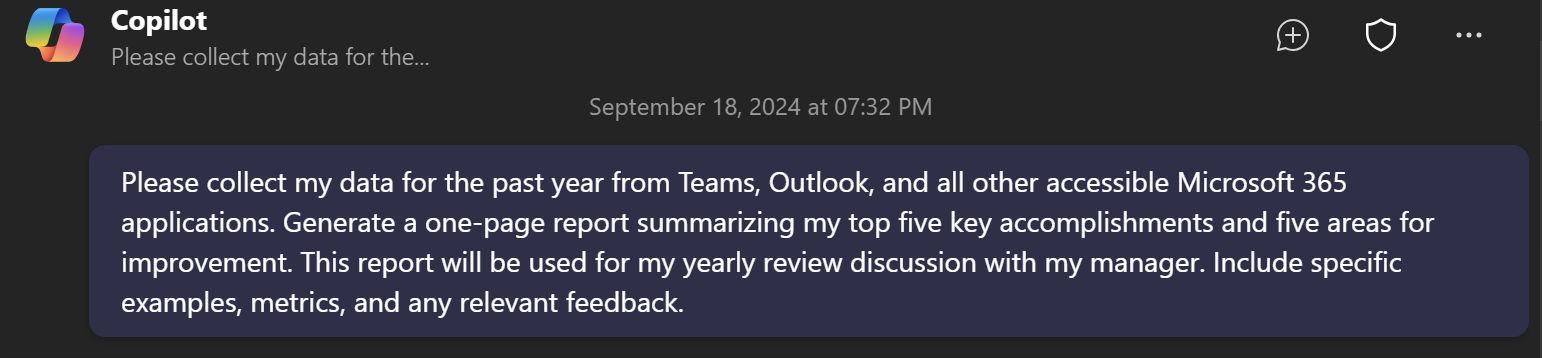 Copilot
Please collect my data for the...
September 18, 2024 at 07:32 PM
Please collect my data for the past year from Teams, Outlook, and all other accessible Microsoft 365
applications. Generate a one-page report summarizing my top five key accomplishments and five areas for
improvement. This report will be used for my yearly review discussion with my manager. Include specific
examples, metrics, and any relevant feedback.